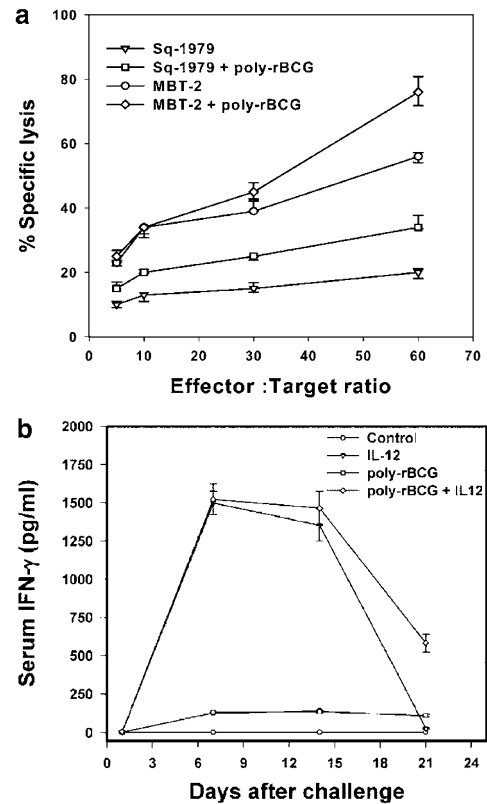 a
Sq-1979
Sq-1979 + poly-rBCG
MBT-2
MBT-2 + poly-rBCG
% Specific lysis
100
80
60
40
20
0
0 10 20 30 40 50 60 70
Effector :Target ratio
b
Control
IL-12
poly-rBCG
poly-rBCG + IL12
Serum IFN-γ (pg/ml)
2000
1750
1500
1250
1000
750
500
250
0
0 3 6 9 12 15 18 21 24
Days after challenge